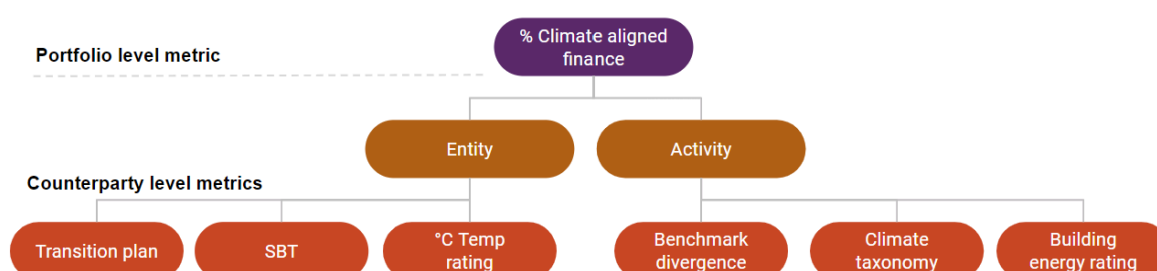 % Climate aligned
finance
Portfolio level metric
Entity
Activity
Counterparty level metrics
Transition plan
SBT
°C Temp
rating
Benchmark
divergence
Climate
taxonomy
Building
energy rating